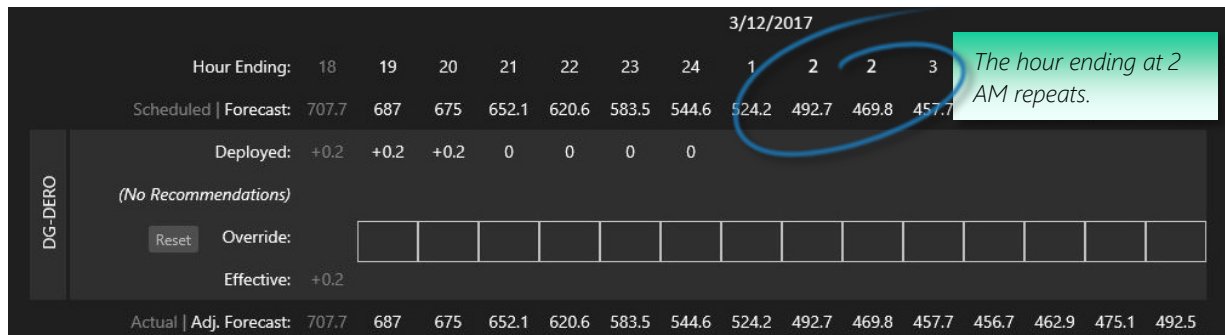 3/12/2017
Hour Ending: 18 19 20 21 22 23 24 1 2 2 3
The hour ending at 2
AM repeats.
Scheduled | Forecast: 707.7 687 675 652.1 620.6 583.5 544.6 524.2 492.7 469.8 457.7
DG-DERO
Deployed: +0.2 +0.2 +0.2 0 0 0 0
(No Recommendations)
Reset Override:
Effective: +0.2
Actual | Adj. Forecast: 707.7 687 675 652.1 620.6 583.5 544.6 524.2 492.7 469.8 457.7 456.7 456 462.9 475.1 492.5